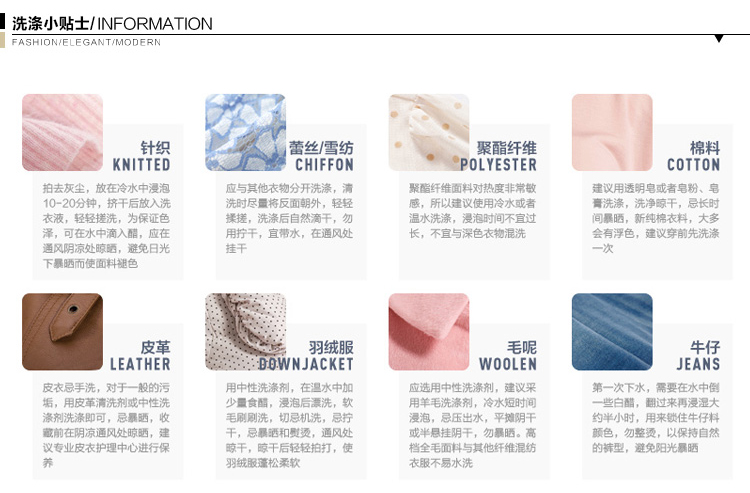 洗涤小贴士/INFORMATION
FASHION/ELEGANT/MODERN
针织
KNITTED
拍去灰尘，放在冷水中浸泡
10-20分钟，挤干后放入洗
衣液，轻轻搓洗，为保证色
泽，可在水中滴入醋，应在
通风阴凉处晾晒，避免日光
下暴晒而使面料褪色
蕾丝/雪纺
CHIFFON
应与其他衣物分开洗涤，清
洗时尽量将反面朝外，轻轻
揉搓，洗涤后自然滴干，勿
用拧干，宜带水，在通风处
挂干
聚酯纤维
POLYESTER
聚酯纤维面料对热度非常敏
感，所以建议使用冷水或者
温水洗涤，浸泡时间不宜过
长，不宜与深色衣物混洗
棉料
COTTON
建议用透明皂或者皂粉、皂
膏洗涤，洗净晾干，忌长时
间暴晒，新纯棉衣料，大多
会有浮色，建议穿前先洗涤
一次
皮革
LEATHER
皮衣忌手洗，对于一般的污
垢，用皮革清洗剂或中性洗
涤剂洗涤即可，忌暴晒，收
藏前在阴凉通风处晾晒，建
议专业皮衣护理中心进行保
养
羽绒服
DOWNJACKET
用中性洗涤剂，在温水中加
少量食醋，浸泡后漂洗，软
毛刷刷洗，切忌机洗，忌拧
干，忌暴晒和熨烫，通风处
晾干，晾干后轻轻拍打，使
羽绒服蓬松柔软
毛呢
WOOLEN
应选用中性洗涤剂，建议采
用羊毛洗涤剂，冷水短时间
浸泡，忌压出水，平摊阴干
或半悬挂阴干，勿暴晒。高
档全毛面料与其他纤维混纺
衣服不易水洗
牛仔
JEANS
第一次下水，需要在水中倒
一些白醋，翻过来再浸湿大
约半小时，用来锁住牛仔料
颜色，勿整烫，以保持自然
的裤型，避免阳光暴晒